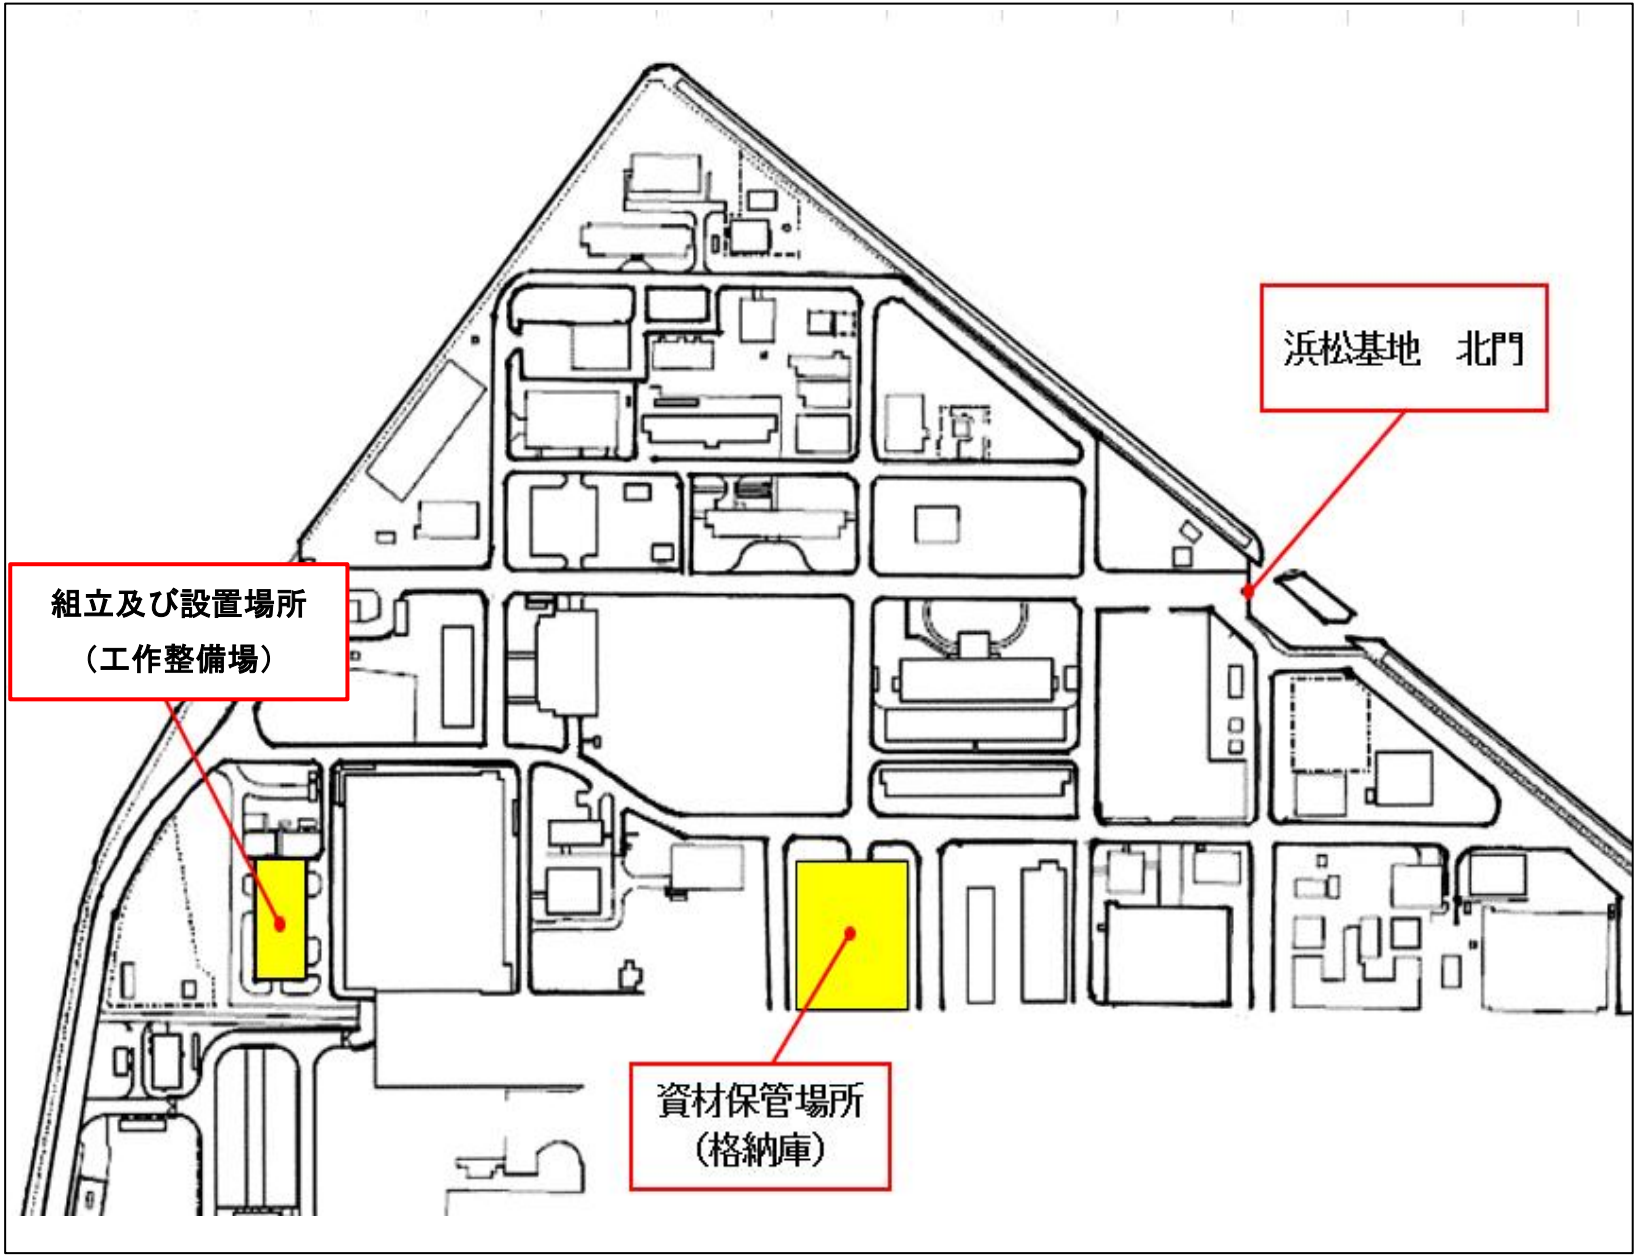 浜松基地　北門
組立及び設置場所
（工作整備場）
資材保管場所
（格納庫）